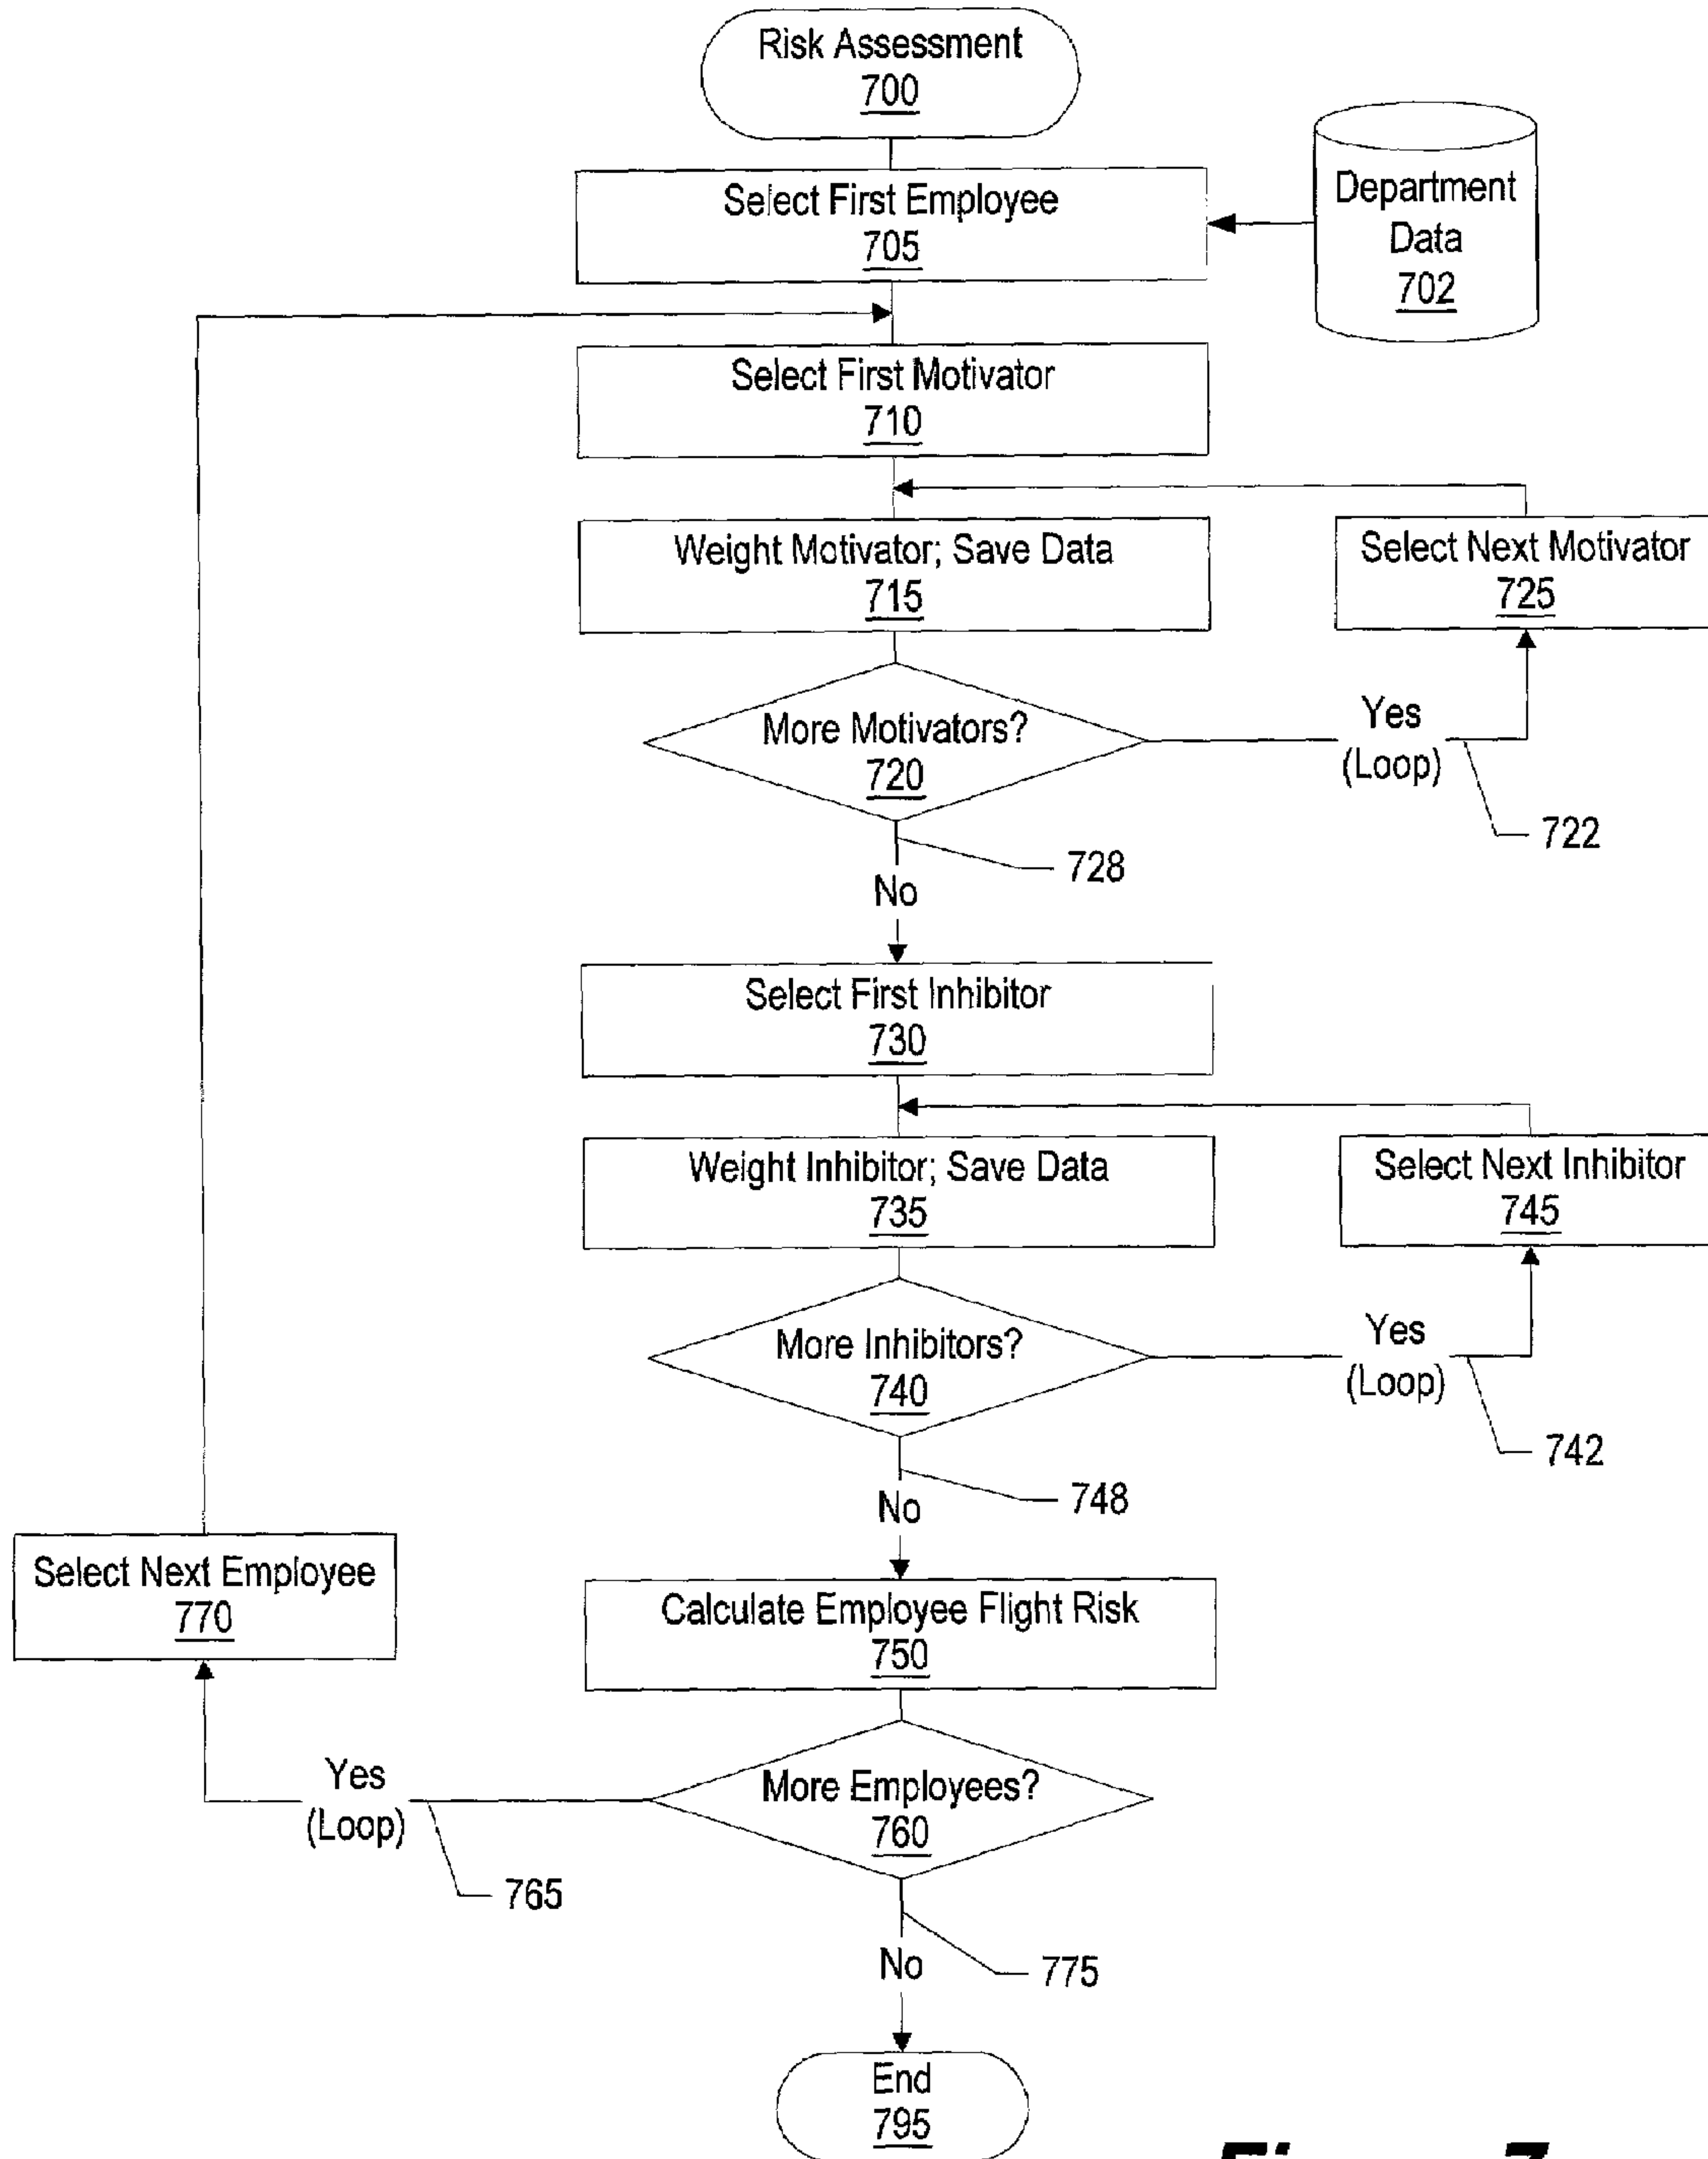 Risk Assessment
700
Select First Employee
705
Department
Data
702
Select First Motivator
710
Weight Motivator; Save Data
715
Select Next Motivator
725
More Motivators?
720
Yes
(Loop)
722
728
No
Select First Inhibitor
730
Weight Inhibitor; Save Data
735
Select Next Inhibitor
745
More Inhibitors?
740
Yes
(Loop)
742
748
No
Select Next Employee
770
Calculate Employee Flight Risk
750
Yes
(Loop)
More Employees?
760
765
No
775
End
795